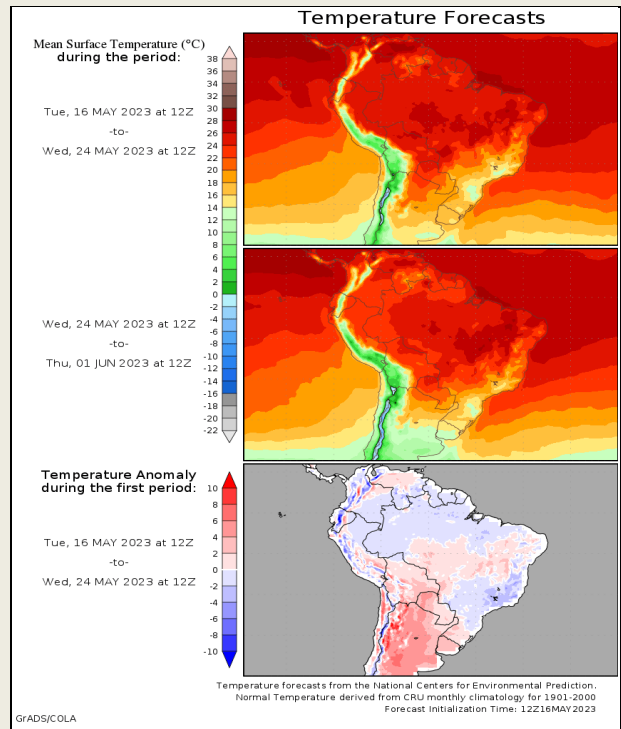 Temperature Forecasts
Mean Surface Temperature (°C)
during the period:
Tue, 16 MAY 2023 at 12Z
-to-
Wed, 24 MAY 2023 at 12Z
38
36
34
32
30
28
26
24
22
20
18
16
14
12
10
8
6
4
2
0
-2
-4
-6
-8
-10
-12
-14
-16
-18
-20
-22
Wed, 24 MAY 2023 at 12Z
-to-
Thu, 01 JUN 2023 at 12Z
Temperature Anomaly
during the first period:
Tue, 16 MAY 2023 at 12Z
-to-
Wed, 24 MAY 2023 at 12Z
10
8
6
4
2
0
-2
-4
-6
-8
-10
Temperature forecasts from the National Centers for Environmental Prediction.
Normal Temperature derived from CRU monthly climatology for 1901-2000
Forecast Initialization Time: 12Z16MAY2023
GrADS/COLA